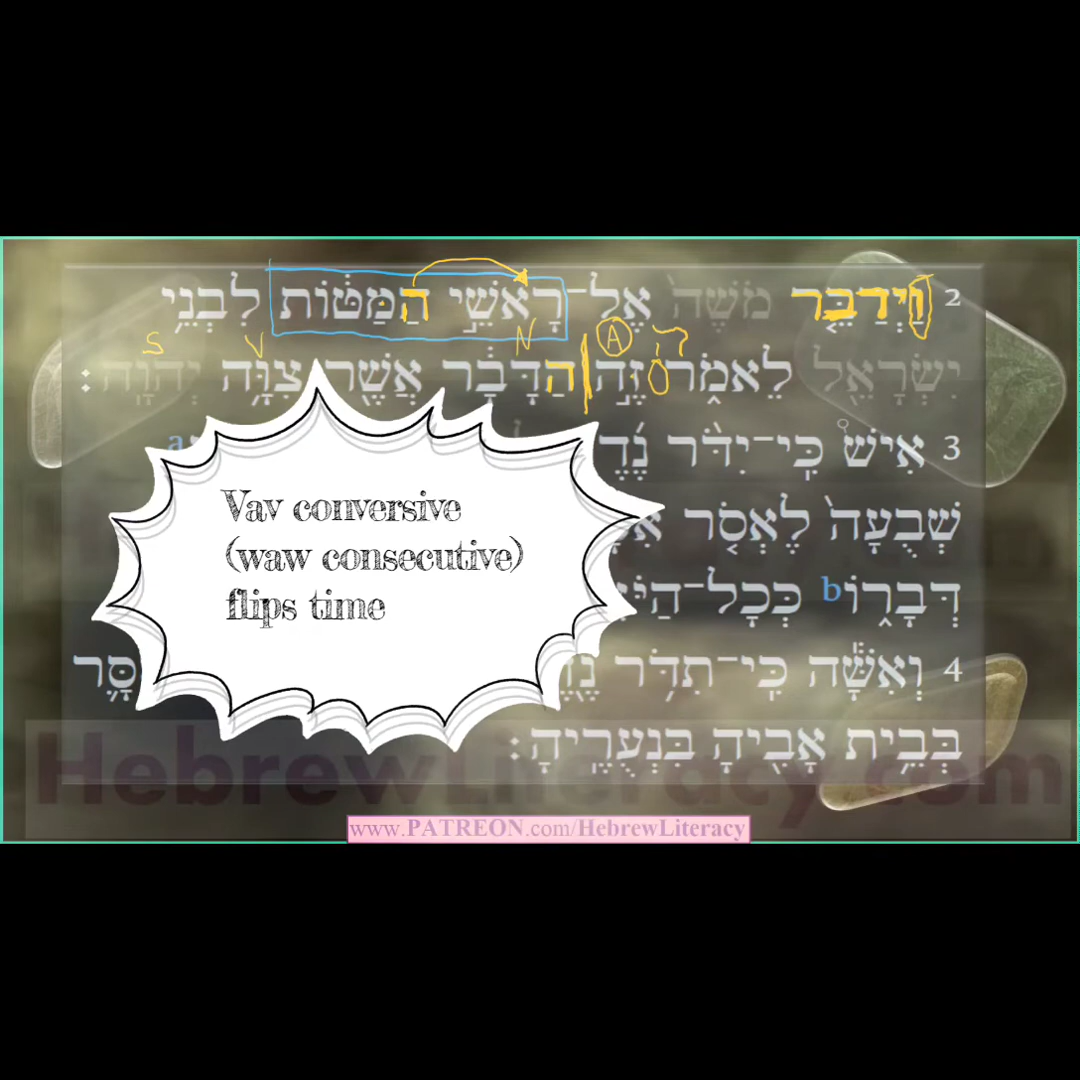 2 וַיְדַבֵּ֤ר מֹשֶׁה֙ אֶל־רָאשֵׁ֣י הַמַּטּ֔וֹת לִבְנֵ֥י
S V N A ה
יִשְׂרָאֵ֖ל לֵאמֹ֑ר זֶ֣ה הַדָּבָ֔ר אֲשֶׁ֖ר צִוָּ֥ה יְהוָֽה׃
3 אִישׁ֩ כִּֽי־יִדֹּ֨ר a
שְׁבֻעָה֙ לֶאְסֹ֤ר
דְּבָר֑וֹ b כְּכָל־
4 וְאִשָּׁ֕ה כִּֽי־תִדֹּ֥ר
בְּבֵ֥ית אָבִ֖יהָ בִּנְעֻרֶֽיהָ׃
Vav conversive
(waw consecutive)
flips time
HebrewLiteracy.com
www.PATREON.com/HebrewLiteracy